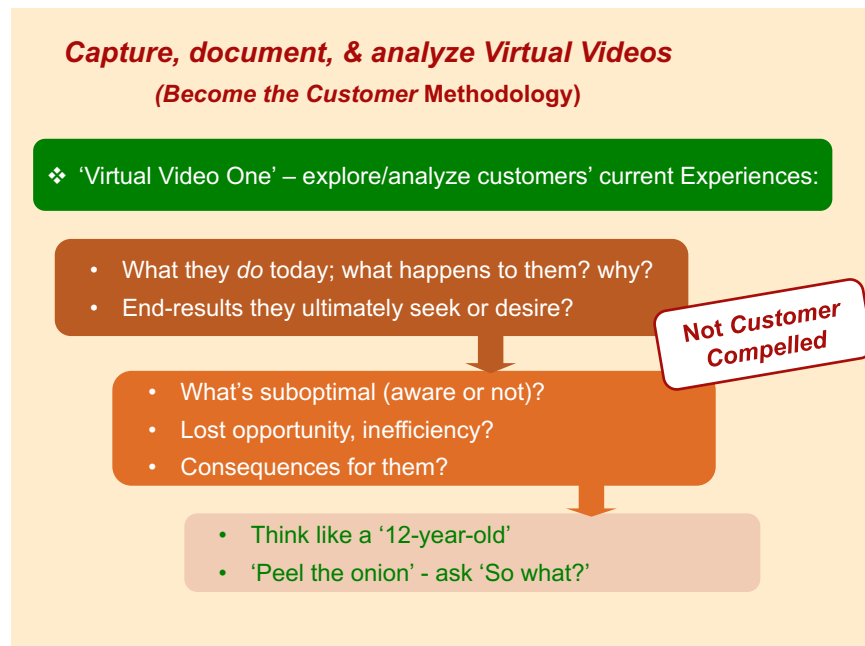 Capture, document, & analyze Virtual Videos
(Become the Customer Methodology)
❖ ‘Virtual Video One’ – explore/analyze customers’ current Experiences:
• What they do today; what happens to them? why?
• End-results they ultimately seek or desire?
Not Customer
Compelled
• What’s suboptimal (aware or not)?
• Lost opportunity, inefficiency?
• Consequences for them?
• Think like a ‘12-year-old’
• ‘Peel the onion’ - ask ‘So what?’